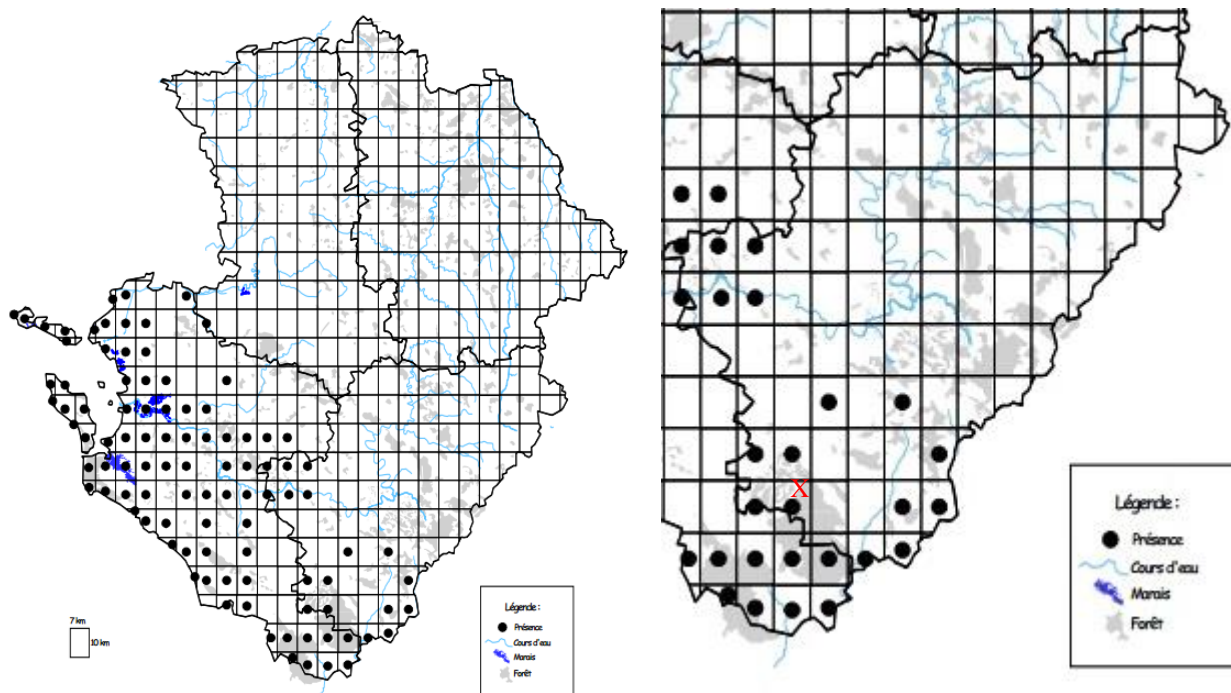 X
7 km
10 km
Légende :
Présence
Cours d'eau
Marais
Forêt
Légende :
Présence
Cours d'eau
Marais
Forêt